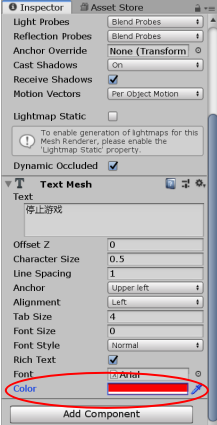 Inspector Asset Store
Light Probes Blend Probes
Reflection Probes Blend Probes
Anchor Override None (Transform
Cast Shadows On
Receive Shadows
Motion Vectors Per Object Motion
Lightmap Static
To enable generation of lightmaps for this
Mesh Renderer, please enable the
'Lightmap Static' property.
Dynamic Occluded
Text Mesh
Text
停止游戏
Offset Z 0
Character Size 0.5
Line Spacing 1
Anchor Upper left
Alignment Left
Tab Size 4
Font Size 0
Font Style Normal
Rich Text
Font Arial
Color
Add Component